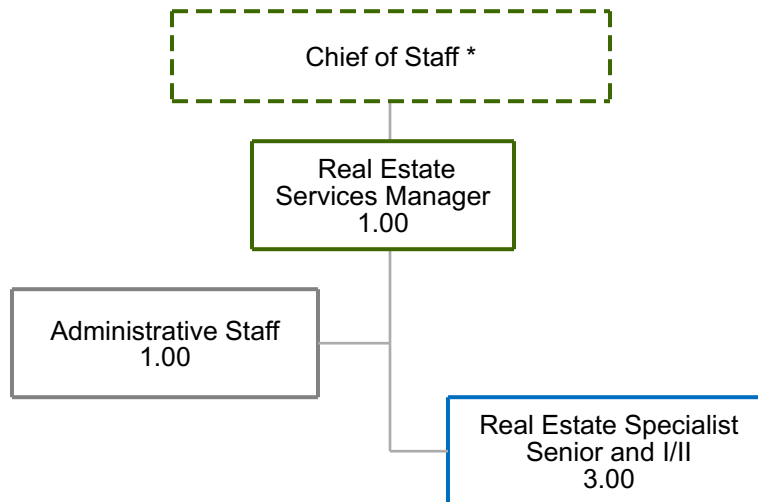 Chief of Staff *
Real Estate
Services Manager
1.00
Administrative Staff
1.00
Real Estate Specialist
Senior and I/II
3.00